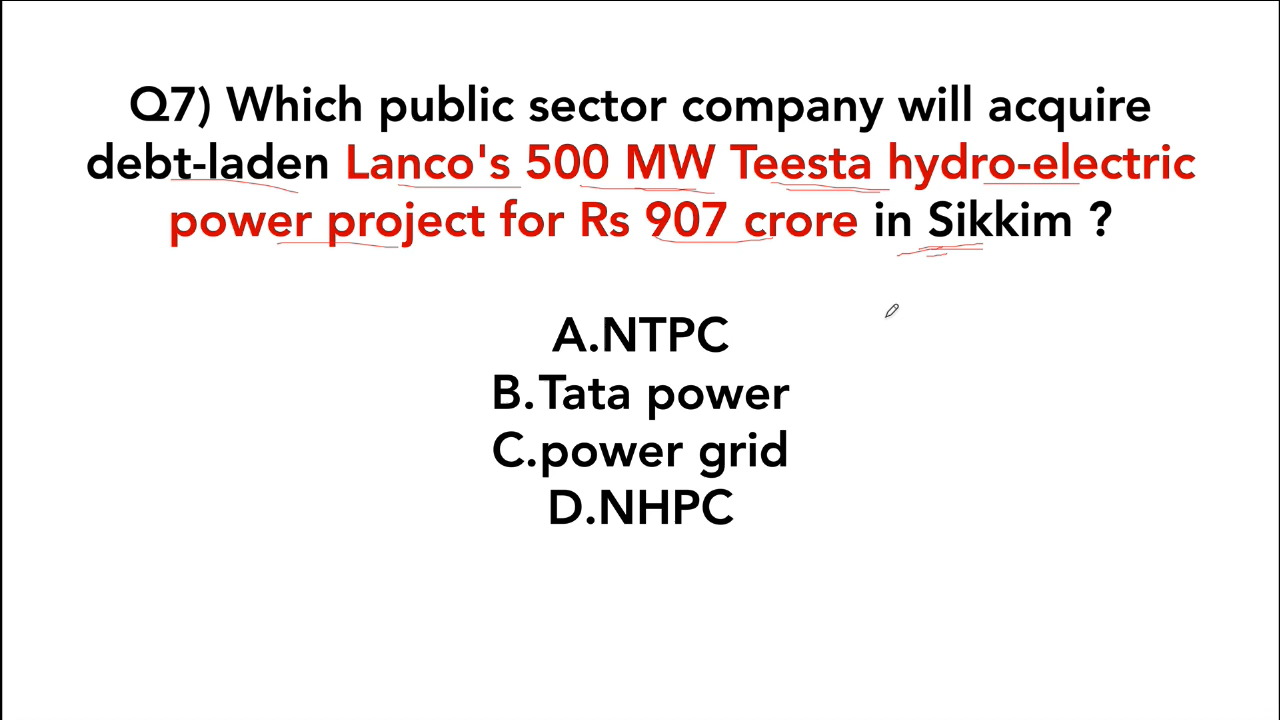 Q7) Which public sector company will acquire
debt-laden Lanco's 500 MW Teesta hydro-electric
power project for Rs 907 crore in Sikkim ?
A.NTPC
B.Tata power
C.power grid
D.NHPC